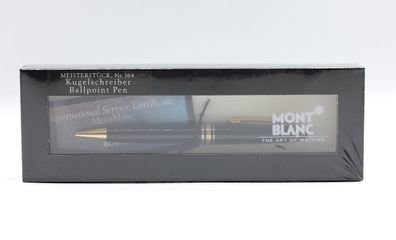 MEISTERSTÜCK, Nr. 164
Kugelschreiber
Ballpoint Pen
International Service Certificate
Montblanc
MONT
BLANC
THE ART OF WRITING